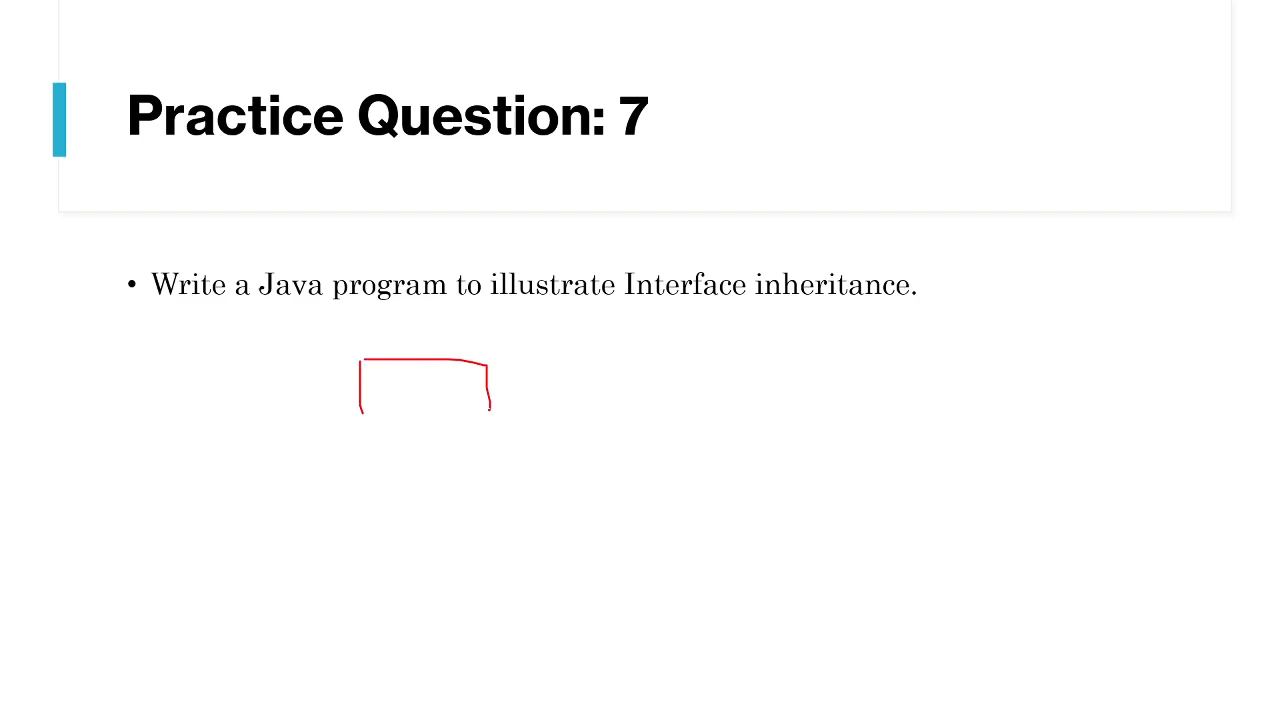 Practice Question: 7
• Write a Java program to illustrate Interface inheritance.